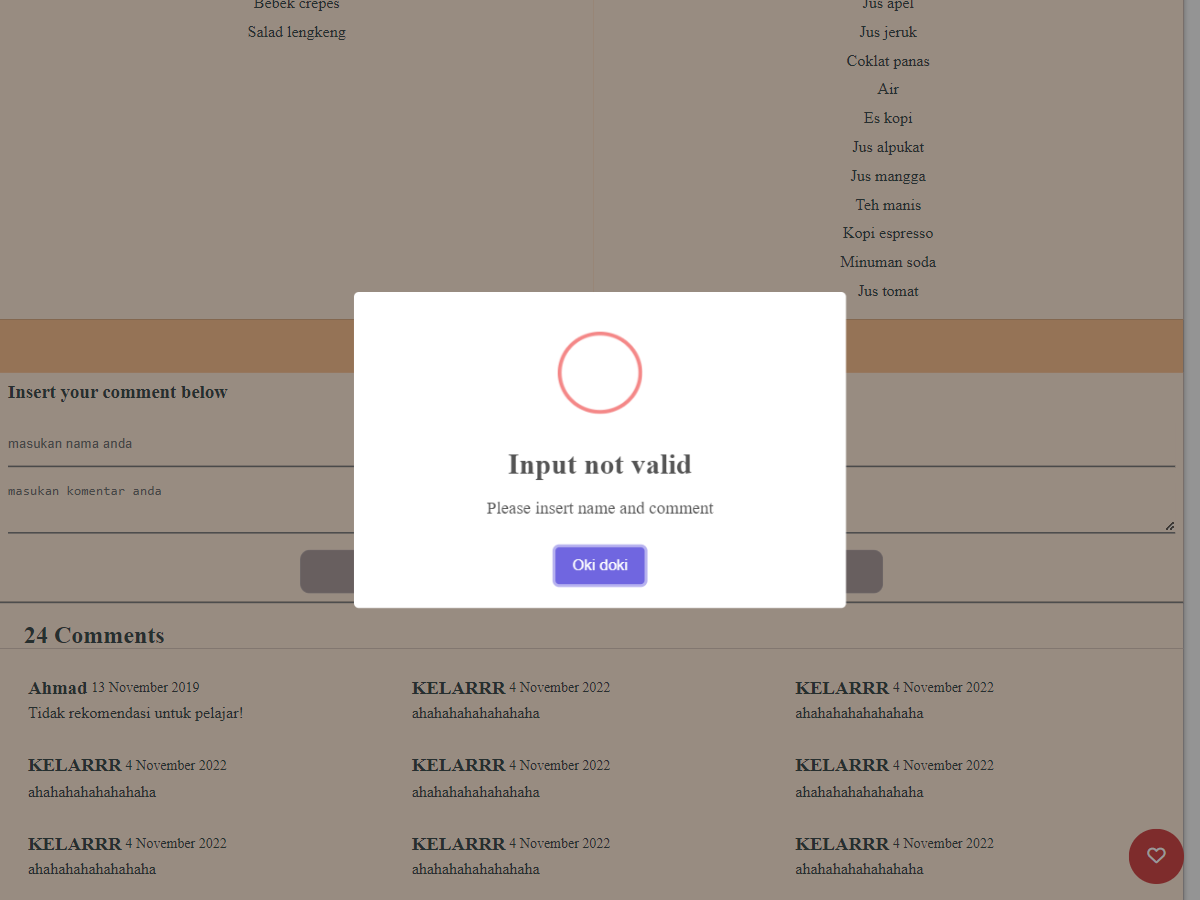 Bebek crepes
Salad lengkeng
Jus apel
Jus jeruk
Coklat panas
Air
Es kopi
Jus alpukat
Jus mangga
Teh manis
Kopi espresso
Minuman soda
Jus tomat
Insert your comment below
masukan nama anda
masukan komentar anda
Input not valid
Please insert name and comment
Oki doki
24 Comments
Ahmad 13 November 2019
Tidak rekomendasi untuk pelajar!
KELARRR 4 November 2022
ahahahahahahahaha
KELARRR 4 November 2022
ahahahahahahahaha
KELARRR 4 November 2022
ahahahahahahahaha
KELARRR 4 November 2022
ahahahahahahahaha
KELARRR 4 November 2022
ahahahahahahahaha
KELARRR 4 November 2022
ahahahahahahahaha
KELARRR 4 November 2022
ahahahahahahahaha
KELARRR 4 November 2022
ahahahahahahahaha